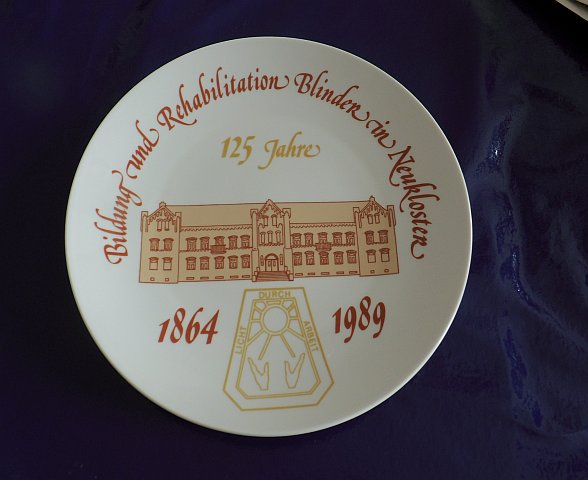 Bildung und Rehabilitation Blinder in Neukloster
125 Jahre
1864 1989
LICHT DURCH ARBEIT